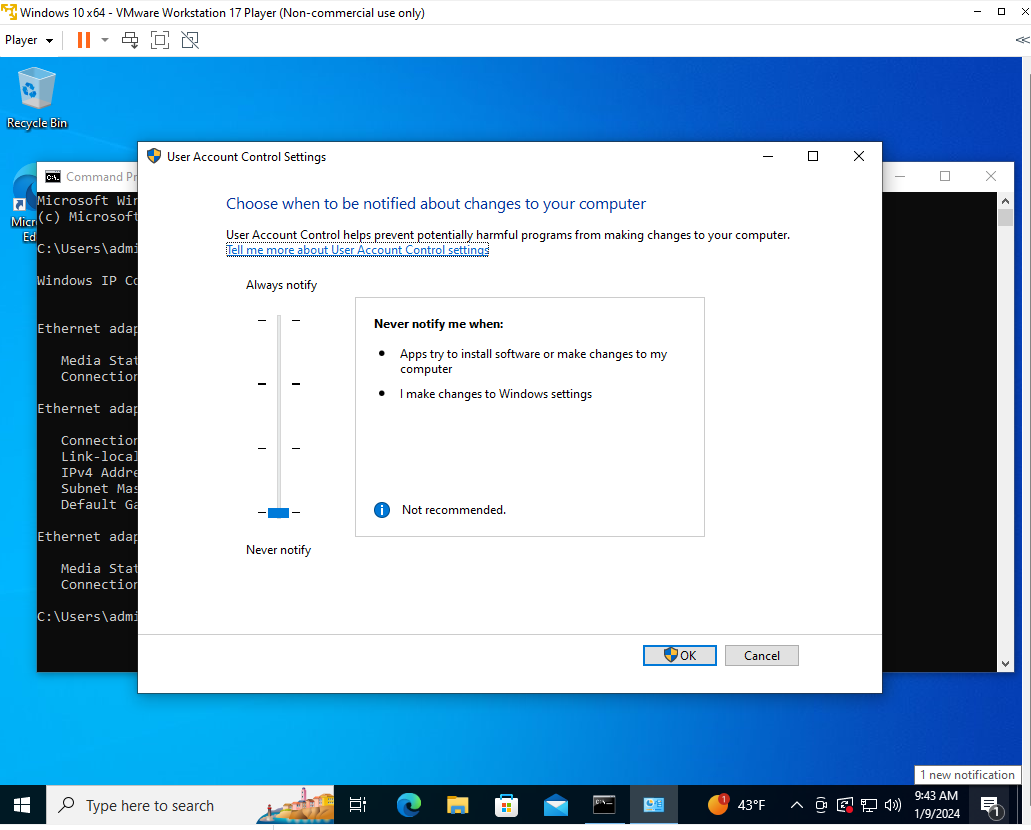 Windows 10 x64 - VMware Workstation 17 Player (Non-commercial use only)
Player
Recycle Bin
User Account Control Settings
Command Pr
Choose when to be notified about changes to your computer
User Account Control helps prevent potentially harmful programs from making changes to your computer.
Tell me more about User Account Control settings
Always notify
Never notify me when:
Apps try to install software or make changes to my
computer
I make changes to Windows settings
Not recommended.
Never notify
OK
Cancel
Micr
Ed
Microsoft Win
(c) Microsoft
C:\Users\admi
Windows IP Co
Ethernet adap
Media Stat
Connection
Ethernet adap
Connection
Link-local
IPv4 Addre
Subnet Mas
Default Ga
Ethernet adap
Media Stat
Connection
C:\Users\admi
1 new notification
Type here to search
1
43°F
9:43 AM
1/9/2024
1